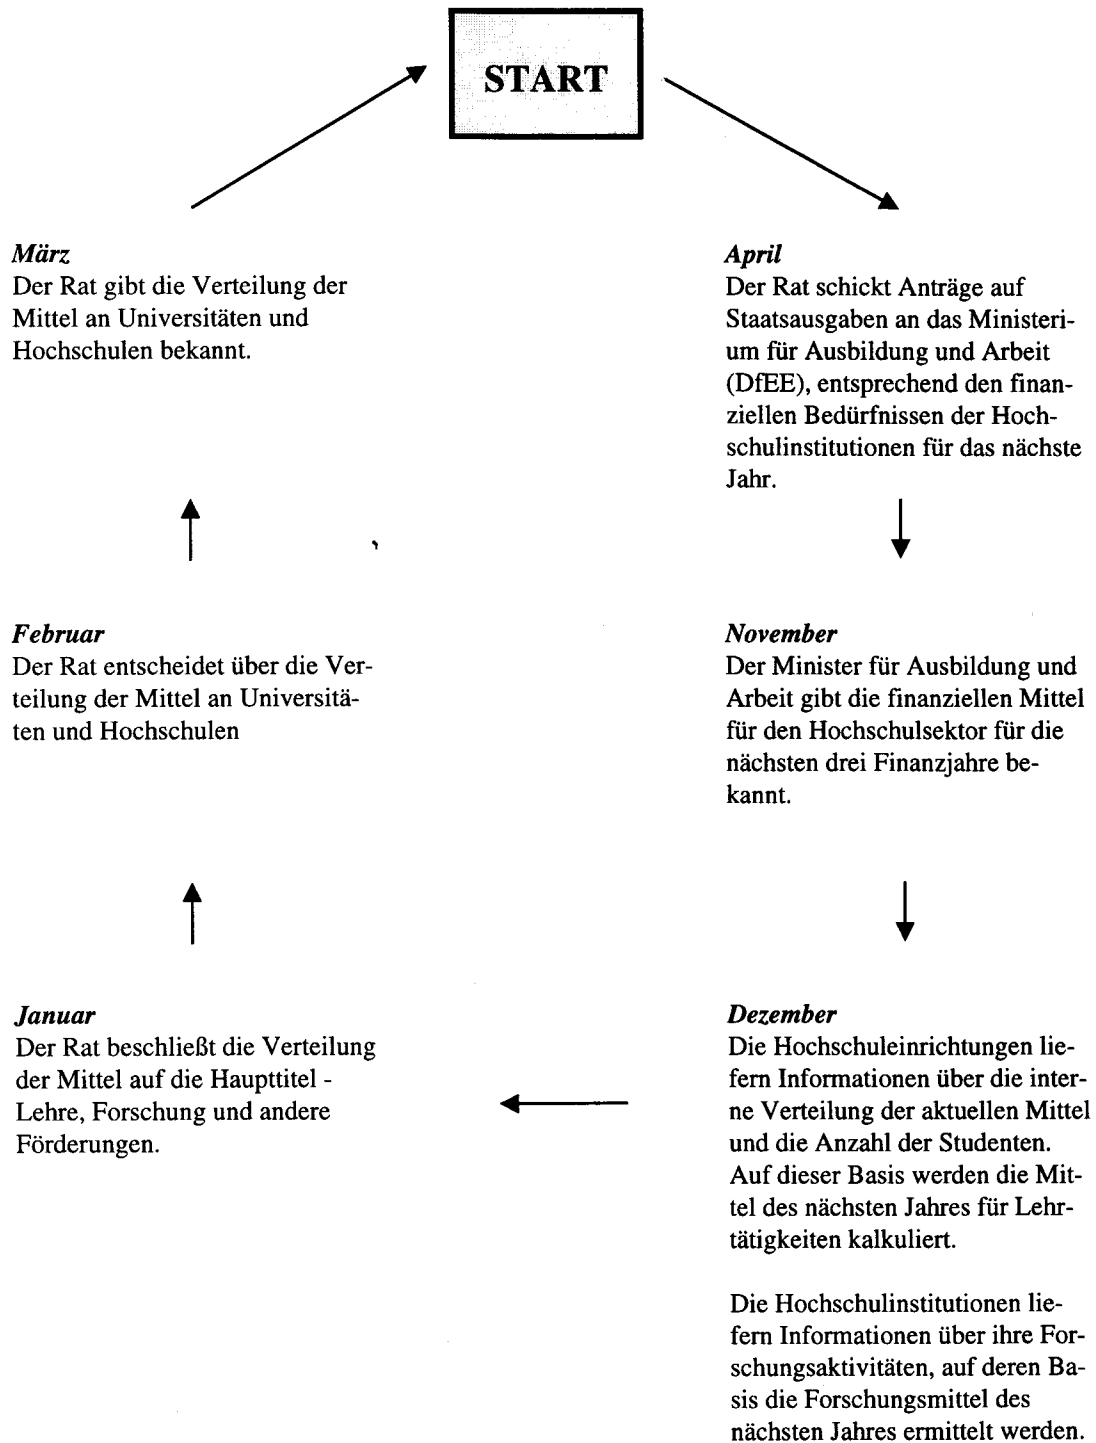 START
März
Der Rat gibt die Verteilung der
Mittel an Universitäten und
Hochschulen bekannt.
April
Der Rat schickt Anträge auf
Staatsausgaben an das Ministeri-
um für Ausbildung und Arbeit
(DfEE), entsprechend den finan-
ziellen Bedürfnissen der Hoch-
schulinstitutionen für das nächste
Jahr.
Februar
Der Rat entscheidet über die Ver-
teilung der Mittel an Universitä-
ten und Hochschulen
November
Der Minister für Ausbildung und
Arbeit gibt die finanziellen Mittel
für den Hochschulsektor für die
nächsten drei Finanzjahre be-
kannt.
Januar
Der Rat beschließt die Verteilung
der Mittel auf die Haupttitel -
Lehre, Forschung und andere
Förderungen.
Dezember
Die Hochschuleinrichtungen lie-
fern Informationen über die inter-
ne Verteilung der aktuellen Mittel
und die Anzahl der Studenten.
Auf dieser Basis werden die Mit-
tel des nächsten Jahres für Lehr-
tätigkeiten kalkuliert.
Die Hochschulinstitutionen lie-
fern Informationen über ihre For-
schungsaktivitäten, auf deren Ba-
sis die Forschungsmittel des
nächsten Jahres ermittelt werden.